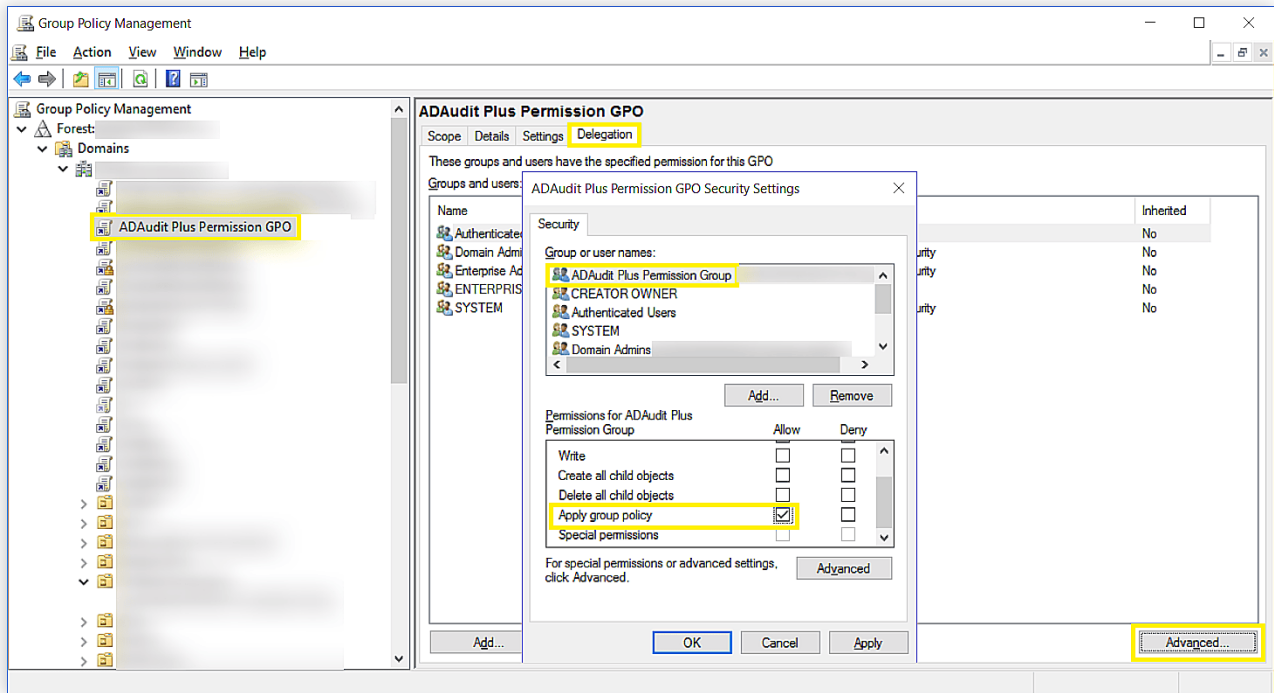 Group Policy Management
File Action View Window Help
Group Policy Management
Forest:
Domains
ADAudit Plus Permission GPO
ADAudit Plus Permission GPO
Scope Details Settings Delegation
These groups and users have the specified permission for this GPO
Groups and users:
Name Inherited
Authenticated No
Domain Admi urity No
Enterprise Ad urity No
ENTERPRIS No
SYSTEM urity No
Add... Advanced...
ADAudit Plus Permission GPO Security Settings
Security
Group or user names:
ADAudit Plus Permission Group
CREATOR OWNER
Authenticated Users
SYSTEM
Domain Admins
Add... Remove
Permissions for ADAudit Plus
Permission Group Allow Deny
Write
Create all child objects
Delete all child objects
Apply group policy
Special permissions
For special permissions or advanced settings,
click Advanced. Advanced
OK Cancel Apply